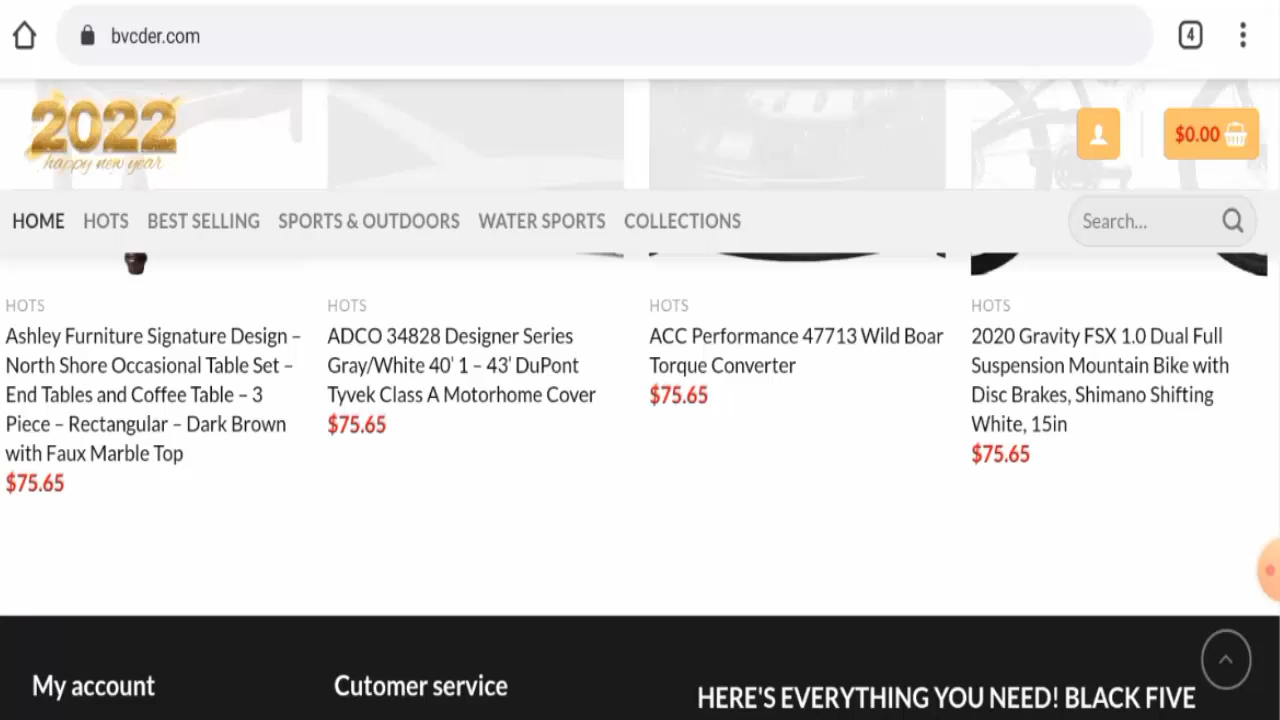 bvcder.com
4
2022
happy new year
$0.00
HOME HOTS BEST SELLING SPORTS & OUTDOORS WATER SPORTS COLLECTIONS
Search...
HOTS
Ashley Furniture Signature Design –
North Shore Occasional Table Set –
End Tables and Coffee Table – 3
Piece – Rectangular – Dark Brown
with Faux Marble Top
$75.65
HOTS
ADCO 34828 Designer Series
Gray/White 40' 1 – 43' DuPont
Tyvek Class A Motorhome Cover
$75.65
HOTS
ACC Performance 47713 Wild Boar
Torque Converter
$75.65
HOTS
2020 Gravity FSX 1.0 Dual Full
Suspension Mountain Bike with
Disc Brakes, Shimano Shifting
White, 15in
$75.65
My account
Cutomer service
HERE'S EVERYTHING YOU NEED! BLACK FIVE